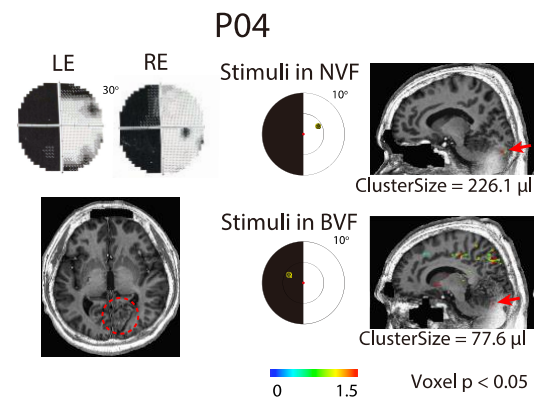 P04
LE
RE
30°
Stimuli in NVF
10°
ClusterSize = 226.1 µl
Stimuli in BVF
10°
ClusterSize = 77.6 µl
0
1.5
Voxel p < 0.05